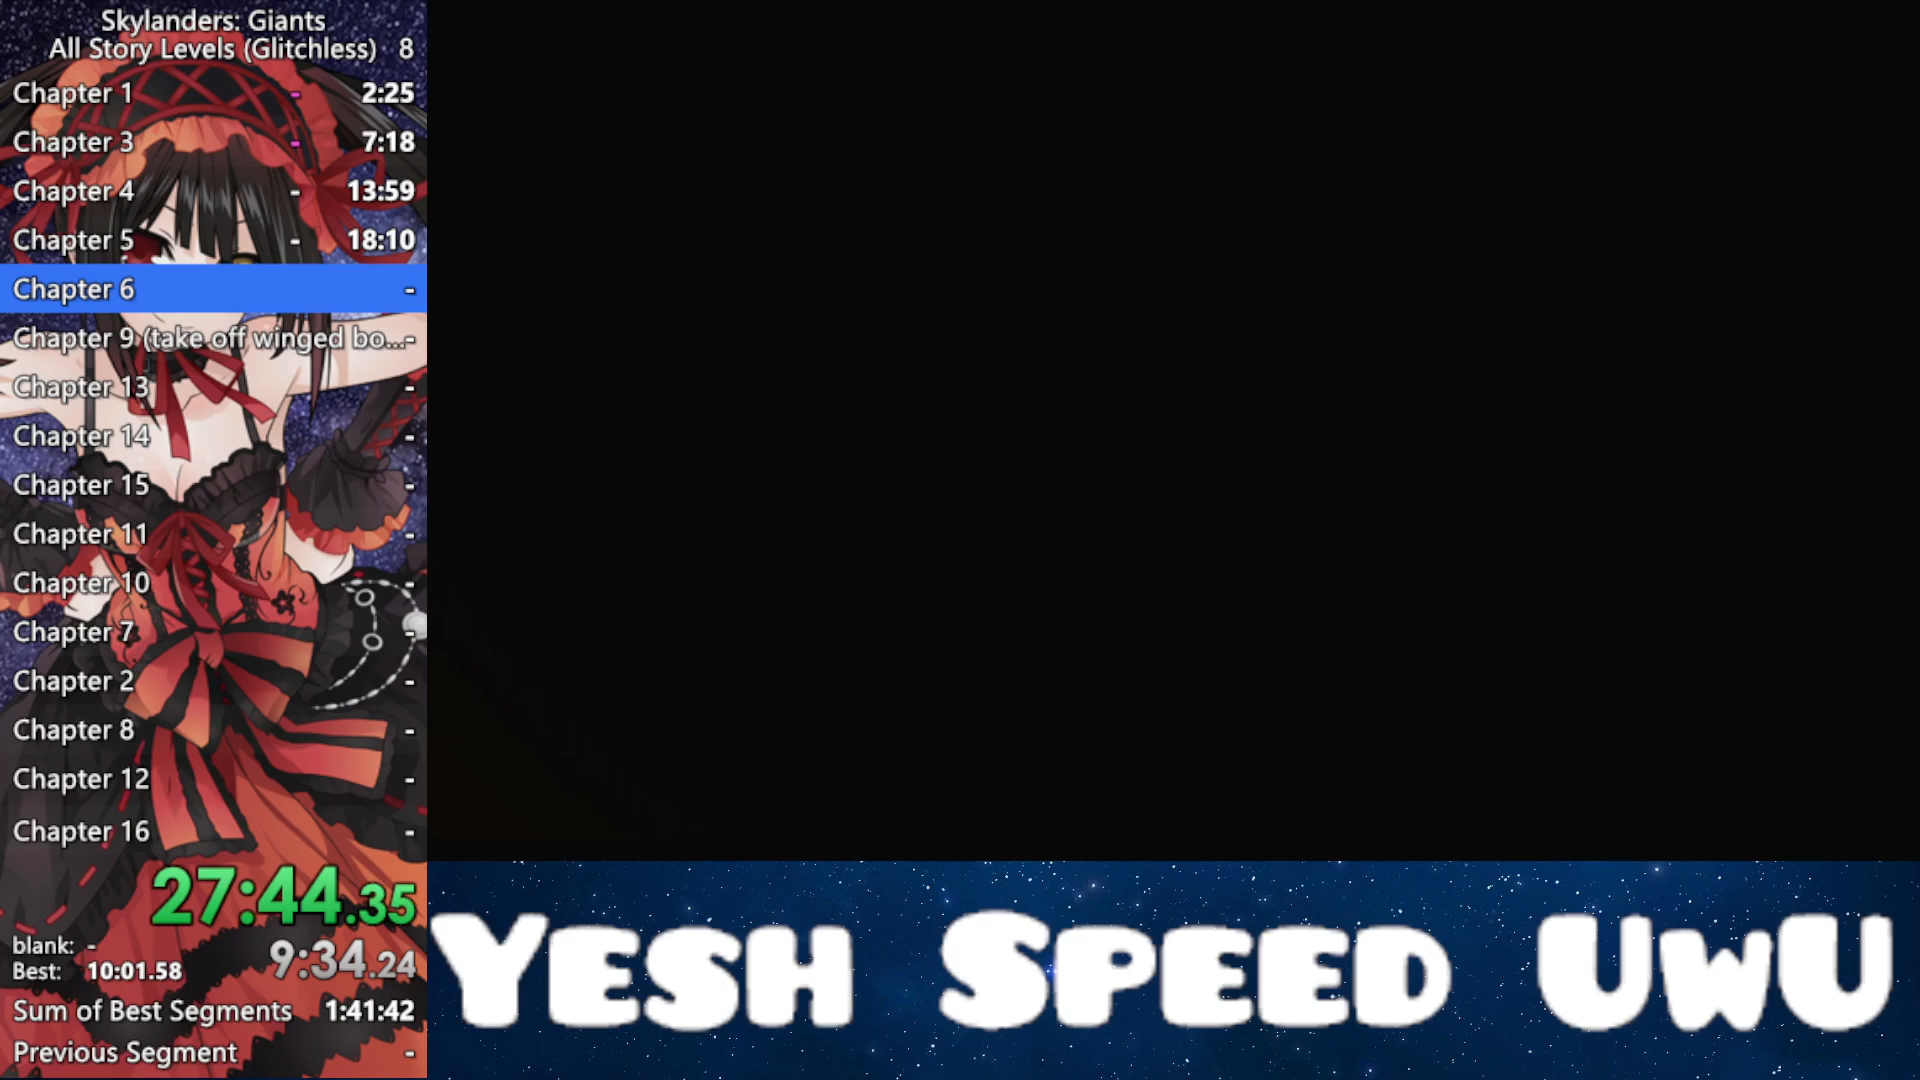 Skylanders: Giants
All Story Levels (Glitchless) 8
Chapter 1 - 2:25
Chapter 3 - 7:18
Chapter 4 - 13:59
Chapter 5 - 18:10
Chapter 6 -
Chapter 9 (take off winged bo...-
Chapter 13 -
Chapter 14 -
Chapter 15 -
Chapter 11 -
Chapter 10 -
Chapter 7 -
Chapter 2 -
Chapter 8 -
Chapter 12 -
Chapter 16 -
27:44.35
blank: -
Best: 10:01.58 9:34.24
Sum of Best Segments 1:41:42
Previous Segment -
Yesh Speed UwU